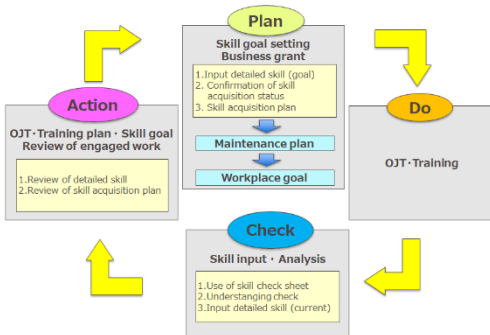 Plan
Skill goal setting
Business grant
1.Input detailed skill (goal)
2. Confirmation of skill
acquisition status
3. Skill acquisition plan
Maintenance plan
Workplace goal
Do
OJT・Training
Check
Skill input・Analysis
1.Use of skill check sheet
2.Understanging check
3.Input detailed skill (current)
Action
OJT・Training plan・Skill goal
Review of engaged work
1.Review of detailed skill
2.Review of skill acquisition plan